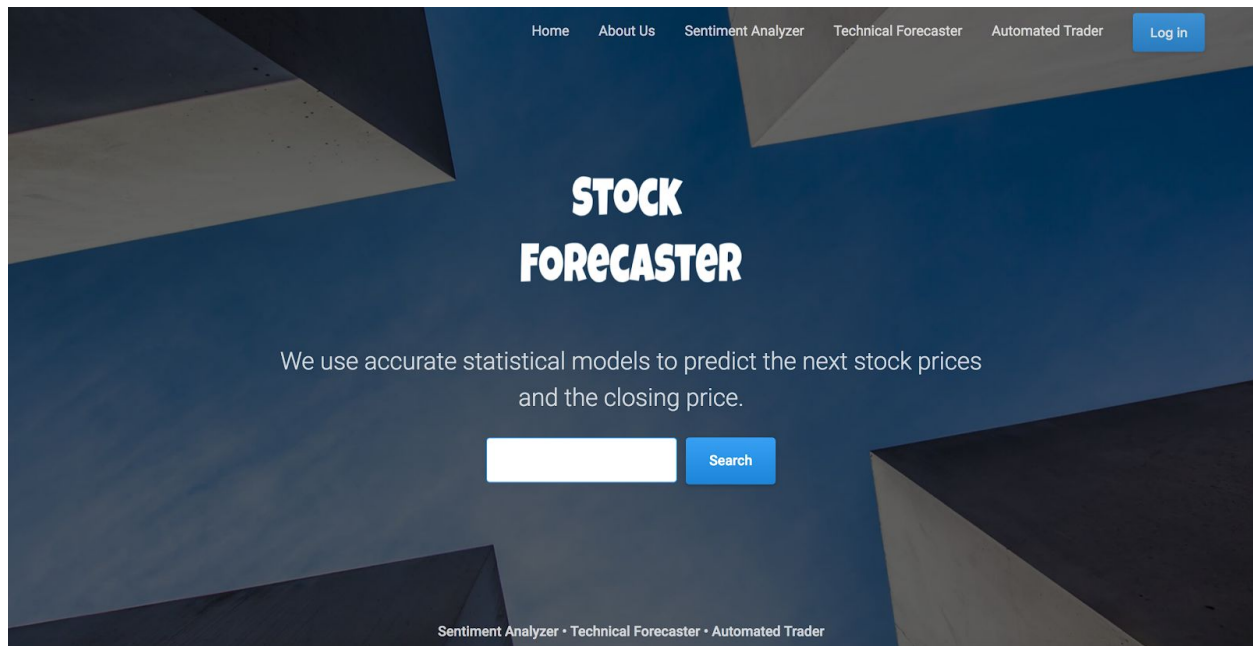 Home About Us Sentiment Analyzer Technical Forecaster Automated Trader Log in
STOCK
FORECASTER
We use accurate statistical models to predict the next stock prices
and the closing price.
Search
Sentiment Analyzer • Technical Forecaster • Automated Trader